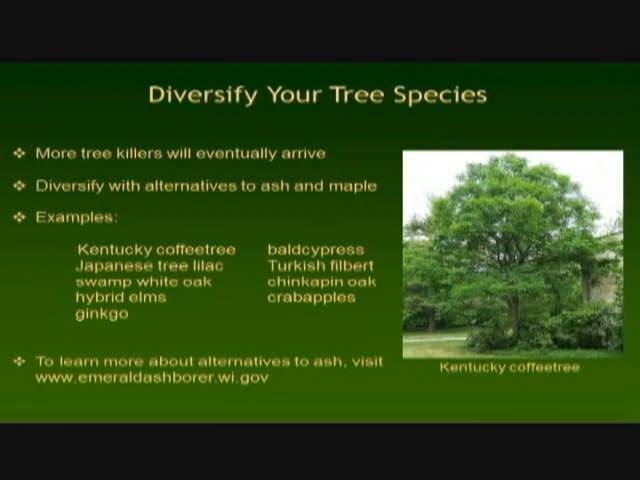 Diversify Your Tree Species
More tree killers will eventually arrive
Diversify with alternatives to ash and maple
Examples:
Kentucky coffeetree
Japanese tree lilac
swamp white oak
hybrid elms
ginkgo
baldcypress
Turkish filbert
chinkapin oak
crabapples
To learn more about alternatives to ash, visit
www.emeraldashborer.wi.gov
Kentucky coffeetree